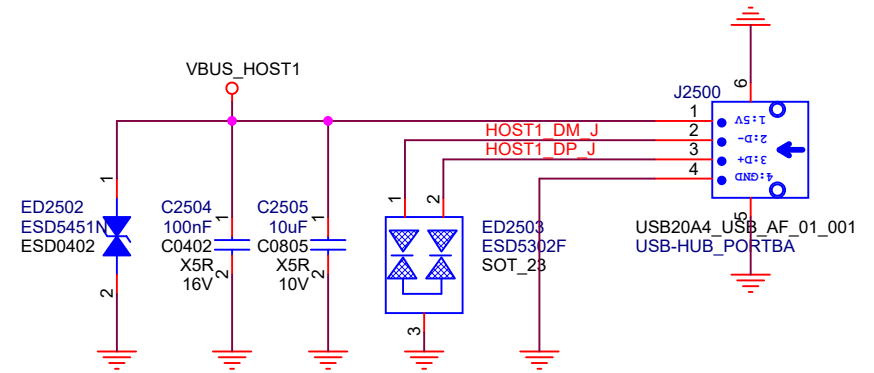 VBUS_HOST1
J2500
6
1
2
3
4
1:5V
2:D-
3:D+
4:GND
HOST1_DM_J
HOST1_DP_J
5
USB20A4_USB_AF_01_001
USB-HUB_PORTBA
1
ED2502
ESD5451N
ESD0402
2
1
C2504
100nF
C0402
X5R
16V
2
1
C2505
10uF
C0805
X5R
10V
2
1
2
ED2503
ESD5302F
SOT_23
3